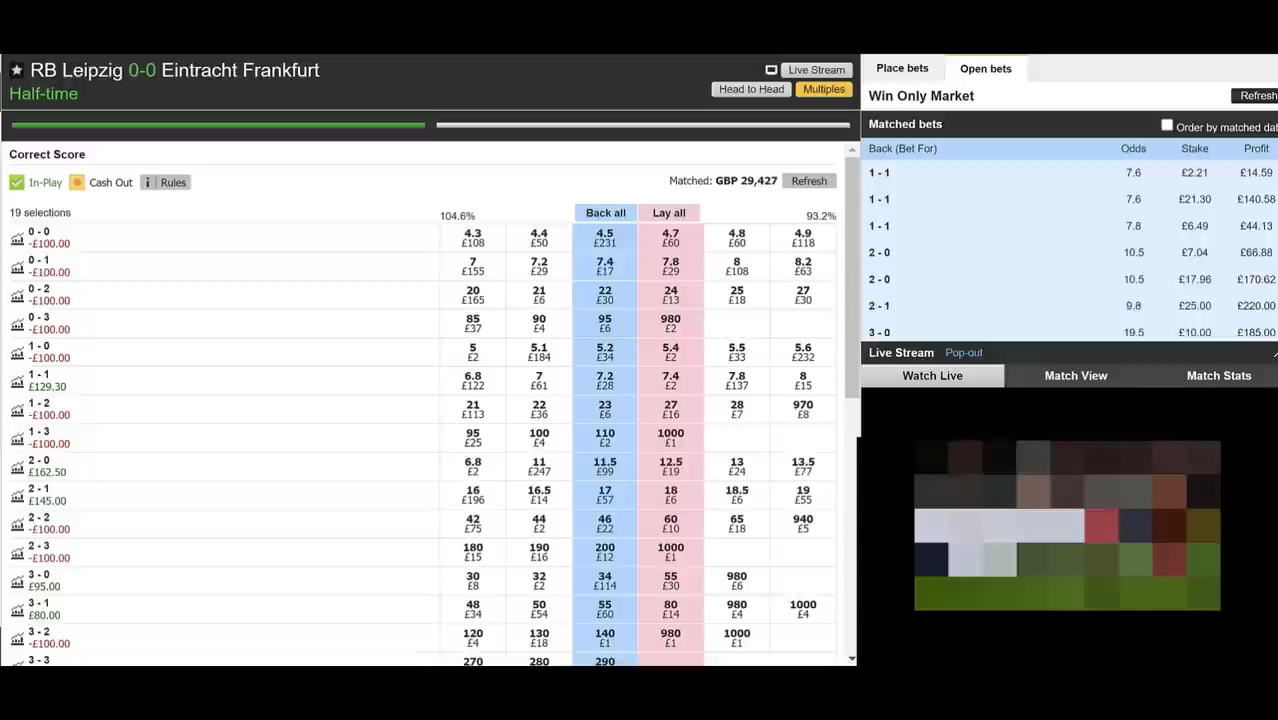 RB Leipzig 0-0 Eintracht Frankfurt
Half-time
Live Stream
Head to Head
Multiples
Correct Score
In-Play
Cash Out
Rules
Matched: GBP 29,427
Refresh
19 selections
104.6%
Back all
Lay all
93.2%
0 - 0
-£100.00
4.3 4.4 4.5 4.7 4.8 4.9
£108 £50 £231 £60 £60 £118
0 - 1
-£100.00
7 7.2 7.4 7.8 8 8.2
£155 £29 £17 £29 £108 £63
0 - 2
-£100.00
20 21 22 24 25 27
£165 £6 £30 £13 £18 £30
0 - 3
-£100.00
85 90 95 980
£37 £4 £6 £2
1 - 0
-£100.00
5 5.1 5.2 5.4 5.5 5.6
£2 £184 £34 £2 £33 £232
1 - 1
£129.30
6.8 7 7.2 7.4 7.8 8
£122 £61 £28 £2 £137 £15
1 - 2
-£100.00
21 22 23 27 28 970
£113 £36 £6 £16 £7 £8
1 - 3
-£100.00
95 100 110 1000
£25 £4 £2 £1
2 - 0
£162.50
6.8 11 11.5 12.5 13 13.5
£2 £247 £99 £19 £24 £77
2 - 1
£145.00
16 16.5 17 18 18.5 19
£196 £14 £57 £6 £6 £55
2 - 2
-£100.00
42 44 46 60 65 940
£75 £2 £22 £10 £18 £5
2 - 3
-£100.00
180 190 200 1000
£15 £16 £12 £1
3 - 0
£95.00
30 32 34 55 980
£8 £2 £114 £30 £6
3 - 1
£80.00
48 50 55 80 980 1000
£34 £54 £60 £14 £4 £4
3 - 2
-£100.00
120 130 140 980 1000
£4 £18 £1 £1 £1
3 - 3
270 280 290
Place bets
Open bets
Win Only Market
Refresh
Matched bets
Order by matched dat
Back (Bet For) Odds Stake Profit
1 - 1 7.6 £2.21 £14.59
1 - 1 7.6 £21.30 £140.58
1 - 1 7.8 £6.49 £44.13
2 - 0 10.5 £7.04 £66.88
2 - 0 10.5 £17.96 £170.62
2 - 1 9.8 £25.00 £220.00
3 - 0 19.5 £10.00 £185.00
Live Stream Pop-out
Watch Live
Match View
Match Stats